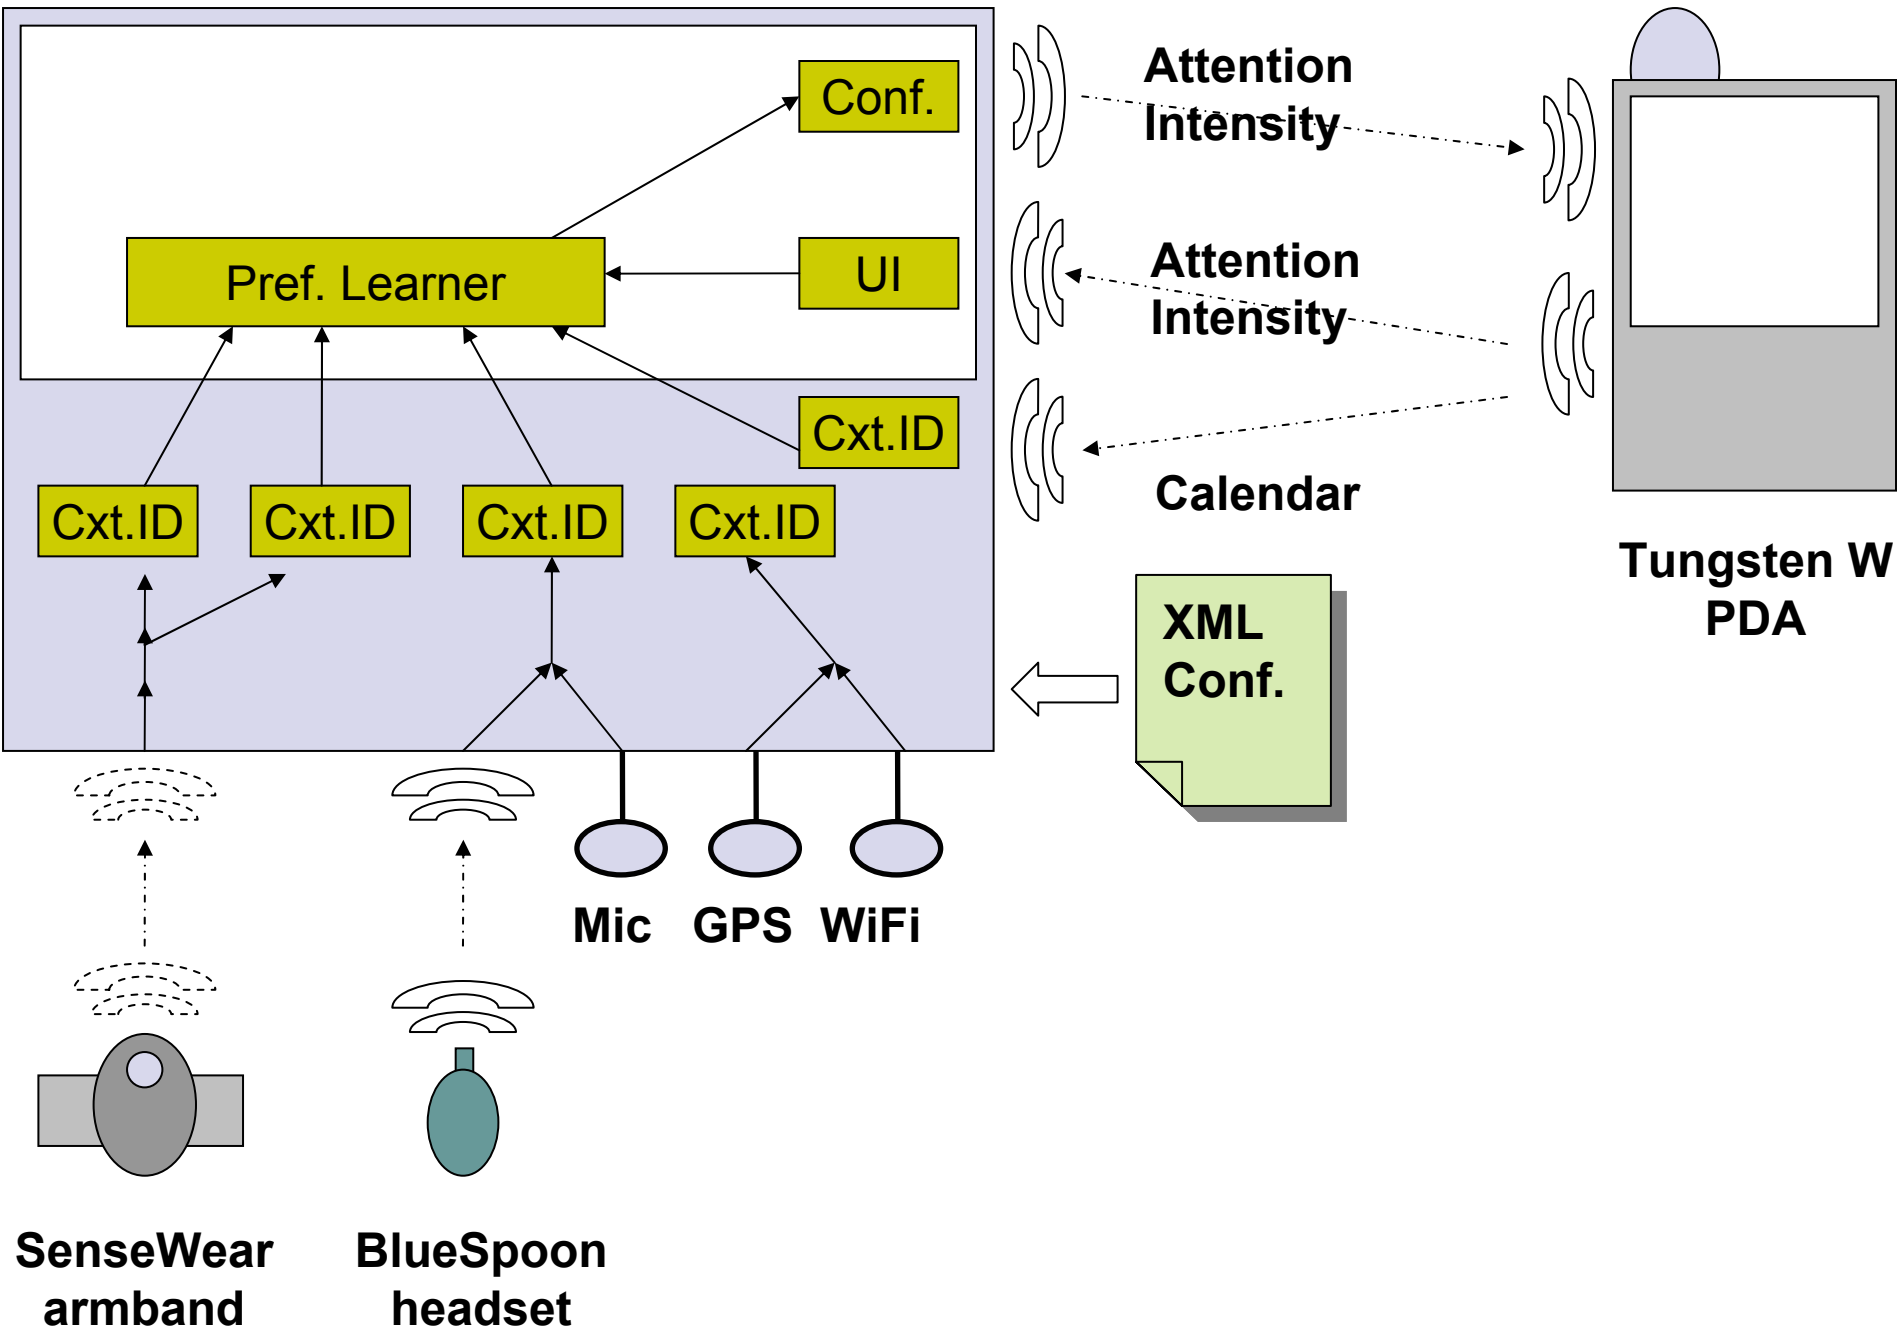 Conf.
Attention
Intensity
Pref. Learner
UI
Attention
Intensity
Cxt.ID
Cxt.ID
Cxt.ID
Cxt.ID
Cxt.ID
Calendar
Tungsten W
PDA
XML
Conf.
Mic
GPS
WiFi
SenseWear
armband
BlueSpoon
headset